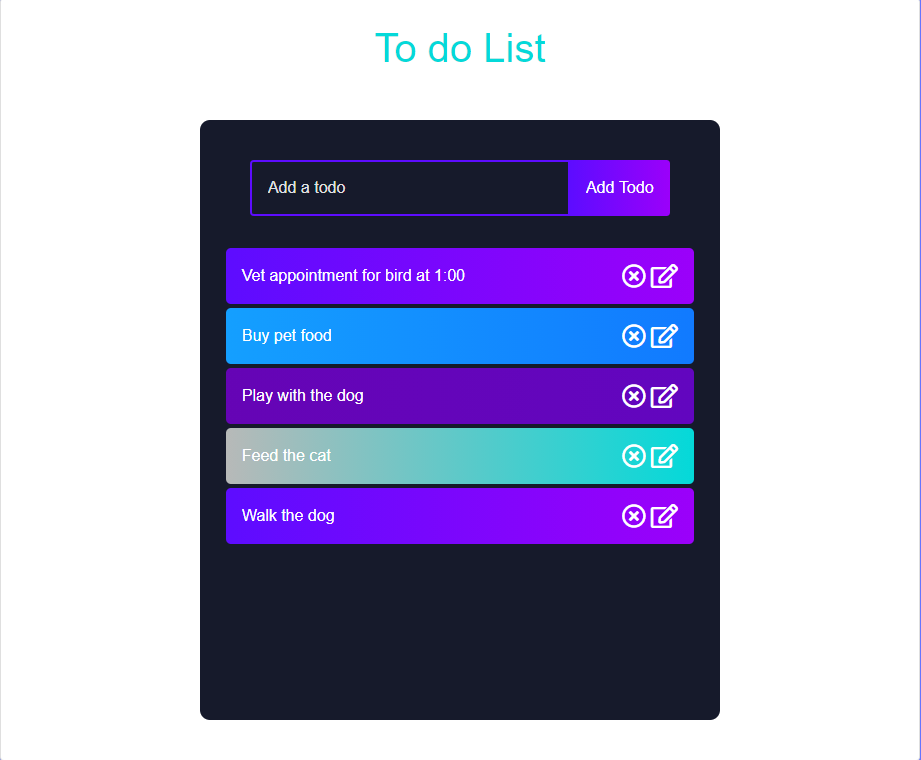 To do List
Add a todo
Add Todo
Vet appointment for bird at 1:00
Buy pet food
Play with the dog
Feed the cat
Walk the dog